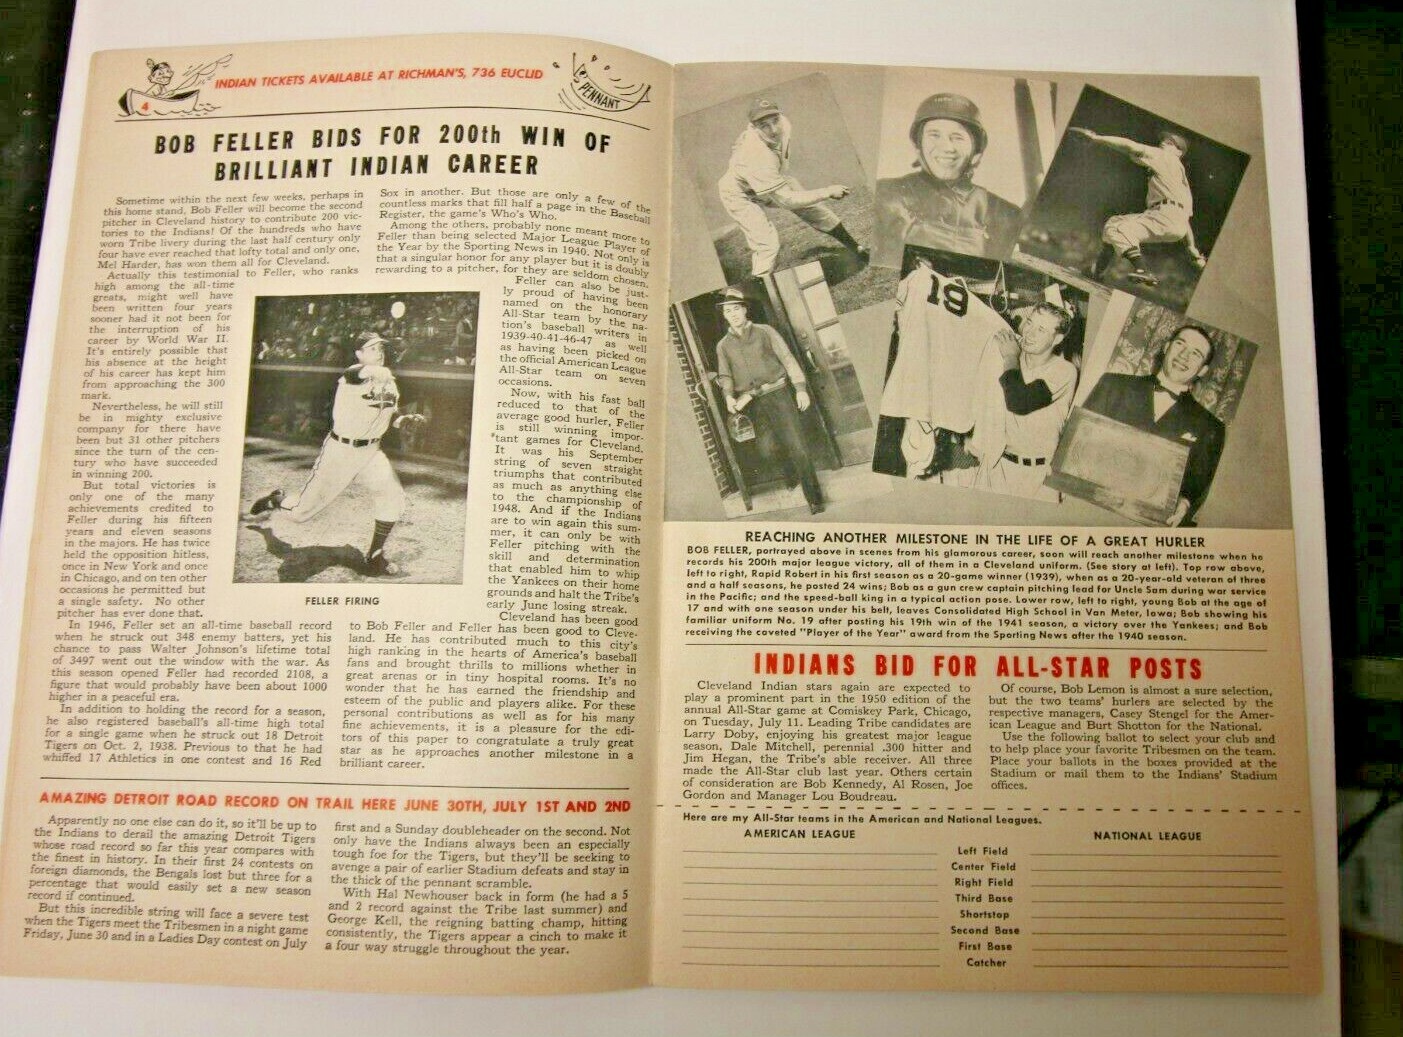 4
INDIAN TICKETS AVAILABLE AT RICHMAN'S, 736 EUCLID
PENNANT
BOB FELLER BIDS FOR 200th WIN OF
BRILLIANT INDIAN CAREER
Sometime within the next few weeks, perhaps in
this home stand, Bob Feller will become the second
pitcher in Cleveland history to contribute 200 vic-
tories to the Indians! Of the hundreds who have
worn Tribe livery during the last half century only
four have ever reached that lofty total and only one,
Mel Harder, has won them all for Cleveland.
Actually this testimonial to Feller, who ranks
high among the all-time
greats, might well have
been written four years
sooner had it not been for
the interruption of his
career by World War II.
It's entirely possible that
his absence at the height
of his career has kept him
from approaching the 300
mark.
Nevertheless, he will still
be in mighty exclusive
company for there have
been but 31 other pitchers
since the turn of the cen-
tury who have succeeded
in winning 200.
But total victories is
only one of the many
achievements credited to
Feller during his fifteen
years and eleven seasons
in the majors. He has twice
held the opposition hitless,
once in New York and once
in Chicago, and on ten other
occasions he permitted but
a single safety. No other
pitcher has ever done that.
In 1946, Feller set an all-time baseball record
when he struck out 348 enemy batters, yet his
chance to pass Walter Johnson's lifetime total
of 3497 went out the window with the war. As
this season opened Feller had recorded 2108, a
figure that would probably have been about 1000
higher in a peaceful era.
In addition to holding the record for a season,
he also registered baseball's all-time high total
for a single game when he struck out 18 Detroit
Tigers on Oct. 2, 1938. Previous to that he had
whiffed 17 Athletics in one contest and 16 Red
Sox in another. But those are only a few of the
countless marks that fill half a page in the Baseball
Register, the game's Who's Who.
Among the others, probably none meant more to
Feller than being selected Major League Player of
the Year by the Sporting News in 1940. Not only is
that a singular honor for any player but it is doubly
rewarding to a pitcher, for they are seldom chosen.
Feller can also be just-
ly proud of having been
named on the honorary
All-Star team by the na-
tion's baseball writers in
1939-40-41-46-47 as well
as having been picked on
the official American League
All-Star team on seven
occasions.
Now, with his fast ball
reduced to that of the
average good hurler, Feller
is still winning impor-
tant games for Cleveland.
It was his September
string of seven straight
triumphs that contributed
as much as anything else
to the championship of
1948. And if the Indians
are to win again this sum-
mer, it can only be with
Feller pitching with the
skill and determination
that enabled him to whip
the Yankees on their home
grounds and halt the Tribe's
early June losing streak.
Cleveland has been good
to Bob Feller and Feller has been good to Cleve-
land. He has contributed much to this city's
high ranking in the hearts of America's baseball
fans and brought thrills to millions whether in
great arenas or in tiny hospital rooms. It's no
wonder that he has earned the friendship and
esteem of the public and players alike. For these
personal contributions as well as for his many
fine achievements, it is a pleasure for the edi-
tors of this paper to congratulate a truly great
star as he approaches another milestone in a
brilliant career.
FELLER FIRING
AMAZING DETROIT ROAD RECORD ON TRAIL HERE JUNE 30TH, JULY 1ST AND 2ND
Apparently no one else can do it, so it'll be up to
the Indians to derail the amazing Detroit Tigers
whose road record so far this year compares with
the finest in history. In their first 24 contests on
foreign diamonds, the Bengals lost but three for a
percentage that would easily set a new season
record if continued.
But this incredible string will face a severe test
when the Tigers meet the Tribesmen in a night game
Friday, June 30 and in a Ladies Day contest on July
first and a Sunday doubleheader on the second. Not
only have the Indians always been an especially
tough foe for the Tigers, but they'll be seeking to
avenge a pair of earlier Stadium defeats and stay in
the thick of the pennant scramble.
With Hal Newhouser back in form (he had a 5
and 2 record against the Tribe last summer) and
George Kell, the reigning batting champ, hitting
consistently, the Tigers appear a cinch to make it
a four way struggle throughout the year.
19
REACHING ANOTHER MILESTONE IN THE LIFE OF A GREAT HURLER
BOB FELLER, portrayed above in scenes from his glamorous career, soon will reach another milestone when he
records his 200th major league victory, all of them in a Cleveland uniform. (See story at left). Top row above,
left to right, Rapid Robert in his first season as a 20-game winner (1939), when as a 20-year-old veteran of three
and a half seasons, he posted 24 wins; Bob as a gun crew captain pitching lead for Uncle Sam during war service
in the Pacific; and the speed-ball king in a typical action pose. Lower row, left to right, young Bob at the age of
17 and with one season under his belt, leaves Consolidated High School in Van Meter, Iowa; Bob showing his
familiar uniform No. 19 after posting his 19th win of the 1941 season, a victory over the Yankees; and Bob
receiving the coveted "Player of the Year" award from the Sporting News after the 1940 season.
INDIANS BID FOR ALL-STAR POSTS
Cleveland Indian stars again are expected to
play a prominent part in the 1950 edition of the
annual All-Star game at Comiskey Park, Chicago,
on Tuesday, July 11. Leading Tribe candidates are
Larry Doby, enjoying his greatest major league
season, Dale Mitchell, perennial .300 hitter and
Jim Hegan, the Tribe's able receiver. All three
made the All-Star club last year. Others certain
of consideration are Bob Kennedy, Al Rosen, Joe
Gordon and Manager Lou Boudreau.
Of course, Bob Lemon is almost a sure selection,
but the two teams' hurlers are selected by the
respective managers, Casey Stengel for the Amer-
ican League and Burt Shotton for the National.
Use the following ballot to select your club and
to help place your favorite Tribesmen on the team.
Place your ballots in the boxes provided at the
Stadium or mail them to the Indians' Stadium
offices.
Here are my All-Star teams in the American and National Leagues.
AMERICAN LEAGUE
NATIONAL LEAGUE
Left Field
Center Field
Right Field
Third Base
Shortstop
Second Base
First Base
Catcher